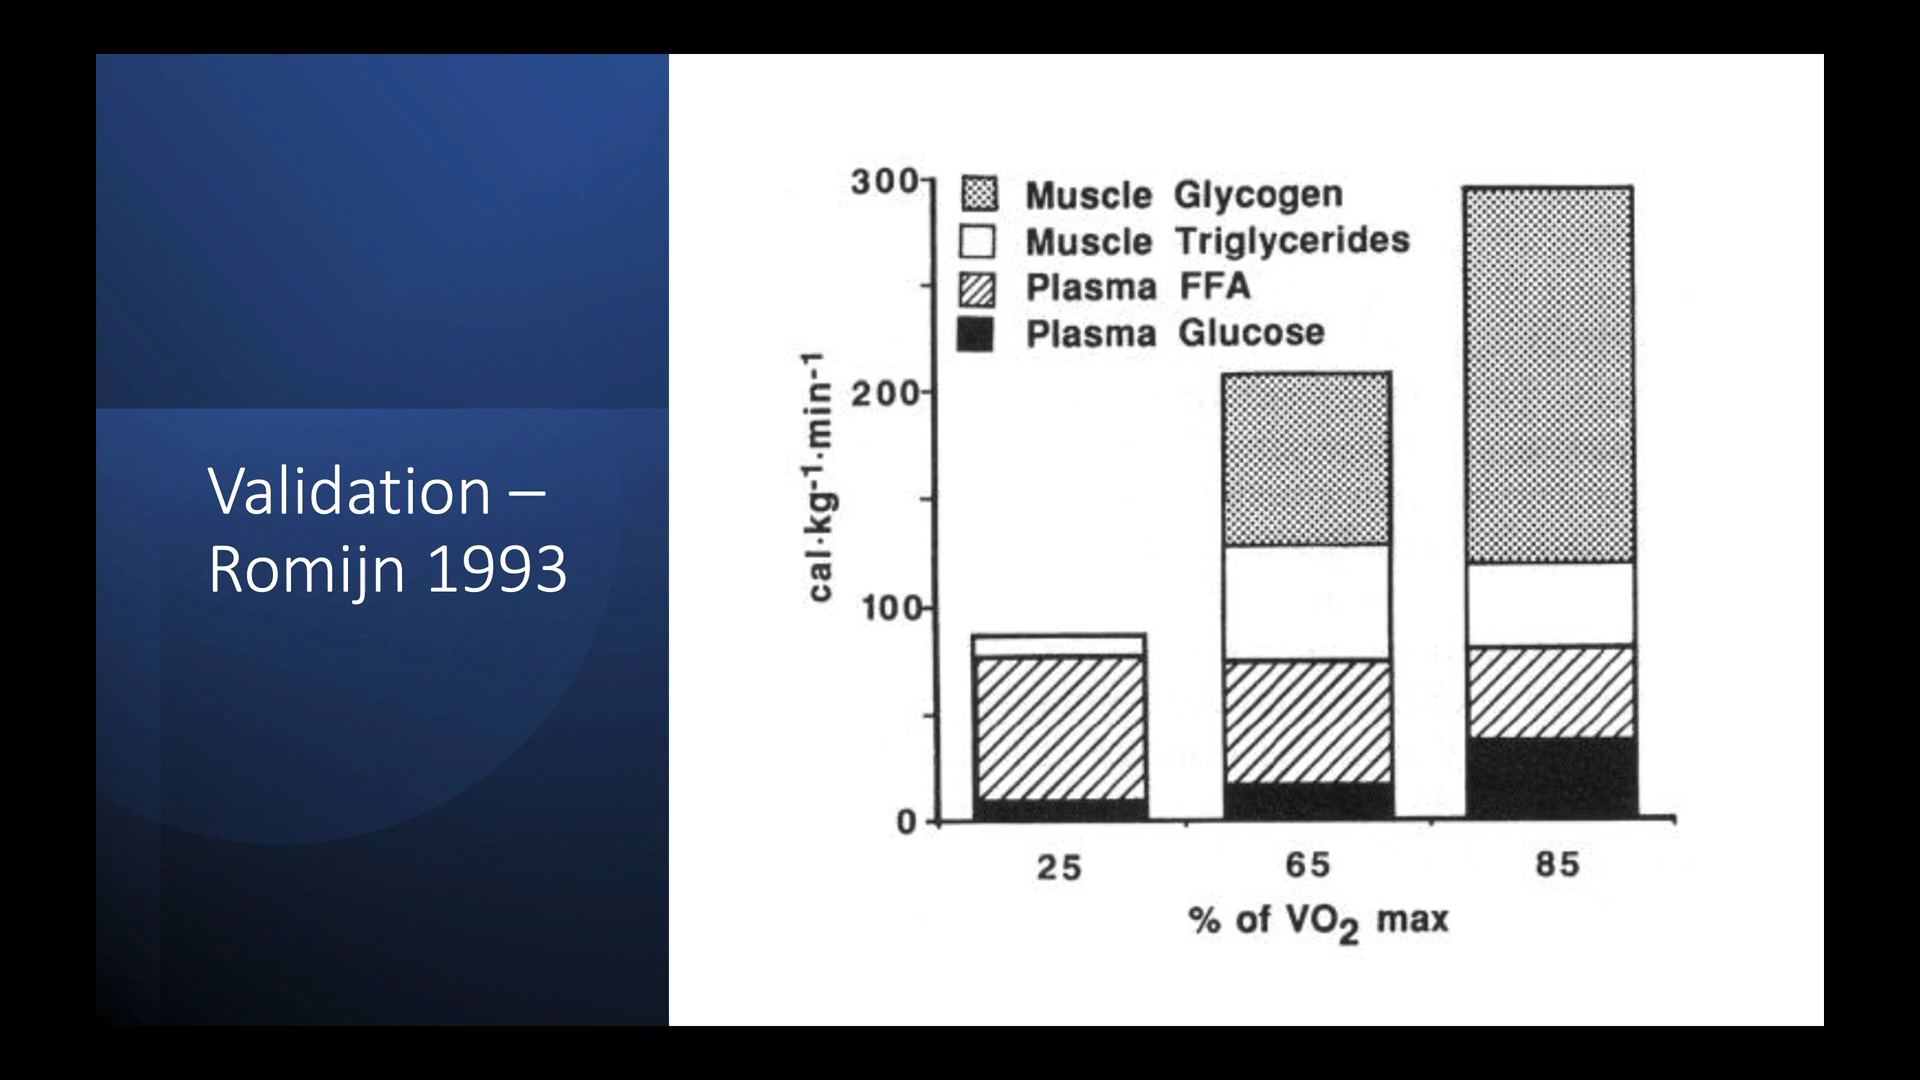 Validation –
Romijn 1993
300
Muscle Glycogen
Muscle Triglycerides
Plasma FFA
Plasma Glucose
cal·kg⁻¹·min⁻¹
200
100
0
25 65 85
% of VO₂ max